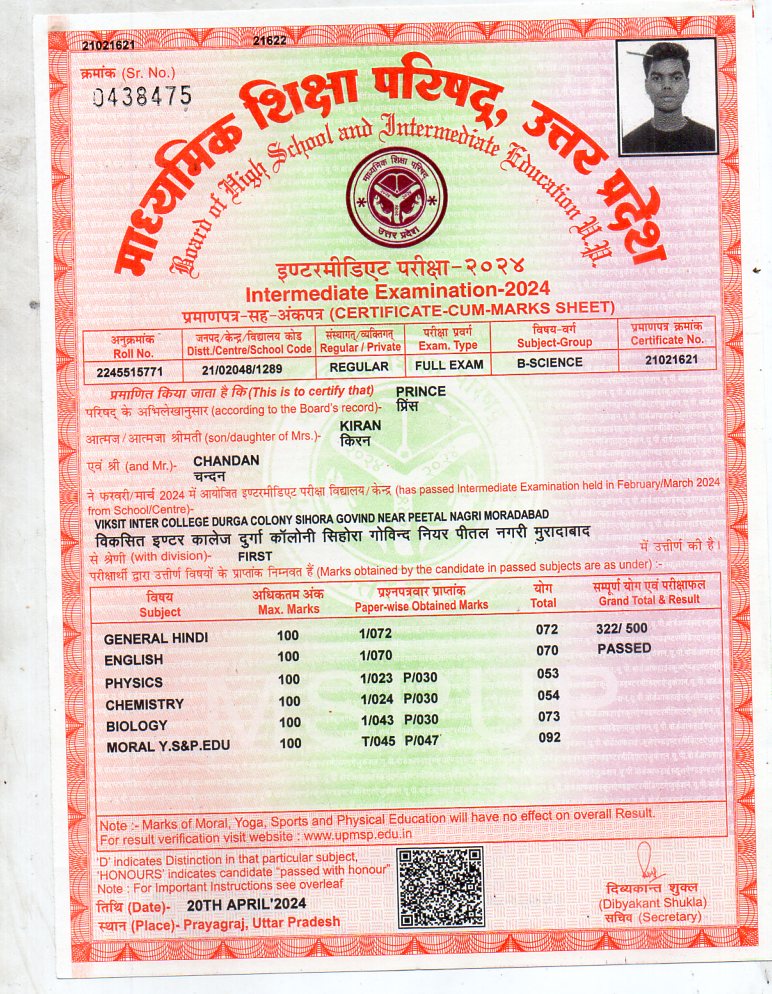 21021621 21622
क्रमांक (Sr. No.)
0438475
माध्यमिक शिक्षा परिषद्, उत्तर प्रदेश
Board of High School and Intermediate Education U.P.
माध्यमिक शिक्षा परिषद
उत्तर प्रदेश
इण्टरमीडिएट परीक्षा-२०२४
Intermediate Examination-2024
प्रमाणपत्र-सह-अंकपत्र (CERTIFICATE-CUM-MARKS SHEET)
अनुक्रमांक जनपद/केन्द्र/विद्यालय कोड संस्थागत/व्यक्तिगत परीक्षा प्रवर्ग विषय-वर्ग प्रमाणपत्र क्रमांक
Roll No. Distt./Centre/School Code Regular / Private Exam. Type Subject-Group Certificate No.
2245515771 21/02048/1289 REGULAR FULL EXAM B-SCIENCE 21021621
प्रमाणित किया जाता है कि (This is to certify that) PRINCE
परिषद् के अभिलेखानुसार (according to the Board's record)- प्रिंस
KIRAN
आत्मज/आत्मजा श्रीमती (son/daughter of Mrs.)- किरन
एवं श्री (and Mr.)- CHANDAN
चन्दन
ने फरवरी/मार्च 2024 में आयोजित इण्टरमीडिएट परीक्षा विद्यालय/केन्द्र (has passed Intermediate Examination held in February/March 2024
from School/Centre)-
VIKSIT INTER COLLEGE DURGA COLONY SIHORA GOVIND NEAR PEETAL NAGRI MORADABAD
विकसित इण्टर कालेज दुर्गा कॉलोनी सिहोरा गोविन्द नियर पीतल नगरी मुरादाबाद
से श्रेणी (with division)- FIRST में उत्तीर्ण की है।
परीक्षार्थी द्वारा उत्तीर्ण विषयों के प्राप्तांक निम्नवत हैं (Marks obtained by the candidate in passed subjects are as under) :-
विषय अधिकतम अंक प्रश्नपत्रवार प्राप्तांक योग सम्पूर्ण योग एवं परीक्षाफल
Subject Max. Marks Paper-wise Obtained Marks Total Grand Total & Result
GENERAL HINDI 100 1/072 072 322/ 500
ENGLISH 100 1/070 070 PASSED
PHYSICS 100 1/023 P/030 053
CHEMISTRY 100 1/024 P/030 054
BIOLOGY 100 1/043 P/030 073
MORAL Y.S&P.EDU 100 T/045 P/047 092
Note :- Marks of Moral, Yoga, Sports and Physical Education will have no effect on overall Result.
For result verification visit website : www.upmsp.edu.in
'D' indicates Distinction in that particular subject,
'HONOURS' indicates candidate "passed with honour"
Note : For Important Instructions see overleaf
तिथि (Date)- 20TH APRIL'2024
स्थान (Place)- Prayagraj, Uttar Pradesh
दिव्यकान्त शुक्ल
(Dibyakant Shukla)
सचिव (Secretary)